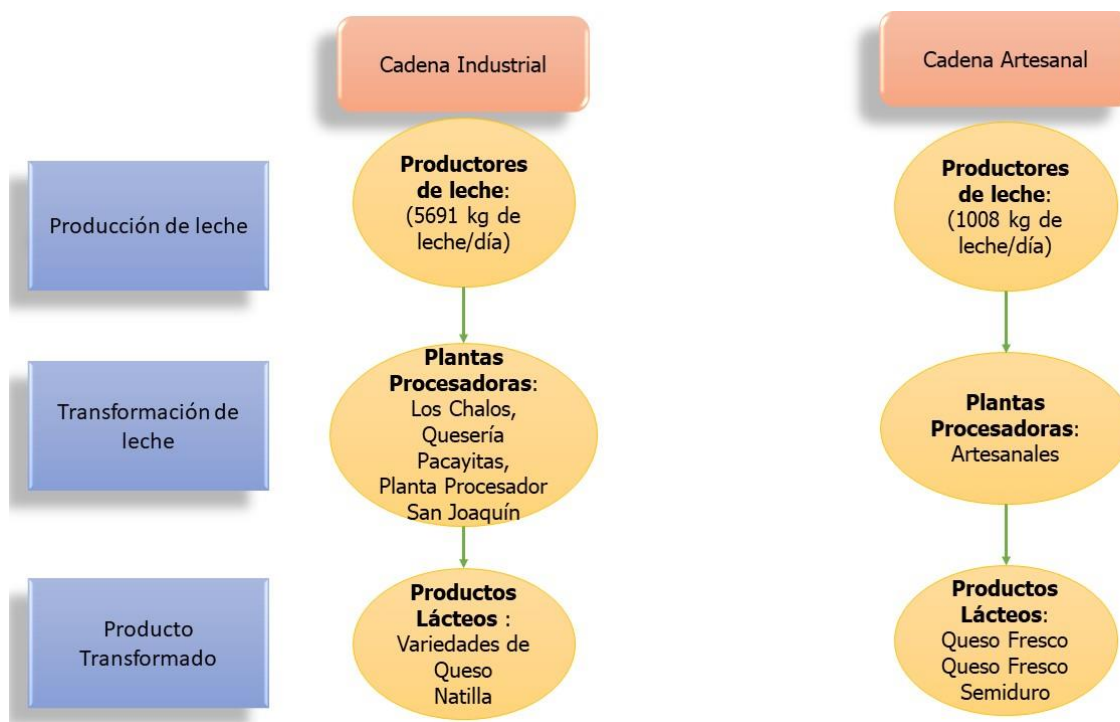 Cadena Industrial
Cadena Artesanal
Producción de leche
Productores
de leche:
(5691 kg de
leche/día)
Productores
de leche:
(1008 kg de
leche/día)
Transformación de
leche
Plantas
Procesadoras:
Los Chalos,
Quesería
Pacayitas,
Planta Procesador
San Joaquín
Plantas
Procesadoras:
Artesanales
Producto
Transformado
Productos
Lácteos :
Variedades de
Queso
Natilla
Productos
Lácteos:
Queso Fresco
Queso Fresco
Semiduro